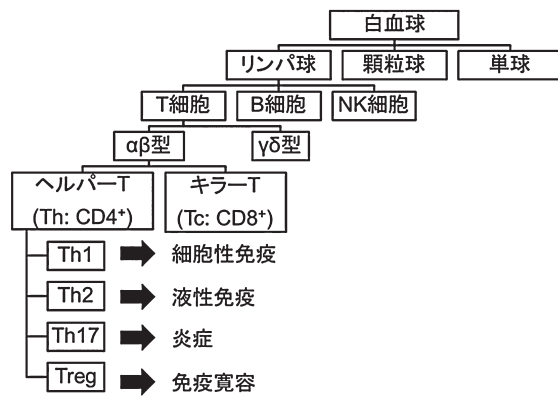 白血球
リンパ球 顆粒球 単球
T細胞 B細胞 NK細胞
αβ型 γδ型
ヘルパーT キラーT
(Th: CD4⁺) (Tc: CD8⁺)
Th1 細胞性免疫
Th2 液性免疫
Th17 炎症
Treg 免疫寛容